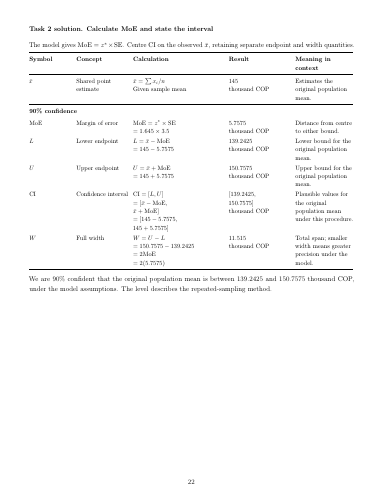 Task 2 solution. Calculate MoE and state the interval
The model gives MoE = z* × SE. Centre CI on the observed x̄, retaining separate endpoint and width quantities.
Symbol Concept Calculation Result Meaning in
context
x̄ Shared point x̄ = ∑ xᵢ/n 145 Estimates the
estimate Given sample mean thousand COP original population
mean.
90% confidence
MoE Margin of error MoE = z* × SE 5.7575 Distance from centre
= 1.645 × 3.5 thousand COP to either bound.
L Lower endpoint L = x̄ − MoE 139.2425 Lower bound for the
= 145 − 5.7575 thousand COP original population
mean.
U Upper endpoint U = x̄ + MoE 150.7575 Upper bound for the
= 145 + 5.7575 thousand COP original population
mean.
CI Confidence interval CI = [L, U] [139.2425, Plausible values for
= [x̄ − MoE, 150.7575] the original
x̄ + MoE] thousand COP population mean
= [145 − 5.7575, under this procedure.
145 + 5.7575]
W Full width W = U − L 11.515 Total span; smaller
= 150.7575 − 139.2425 thousand COP width means greater
= 2MoE precision under the
= 2(5.7575) model.
We are 90% confident that the original population mean is between 139.2425 and 150.7575 thousand COP,
under the model assumptions. The level describes the repeated-sampling method.
22